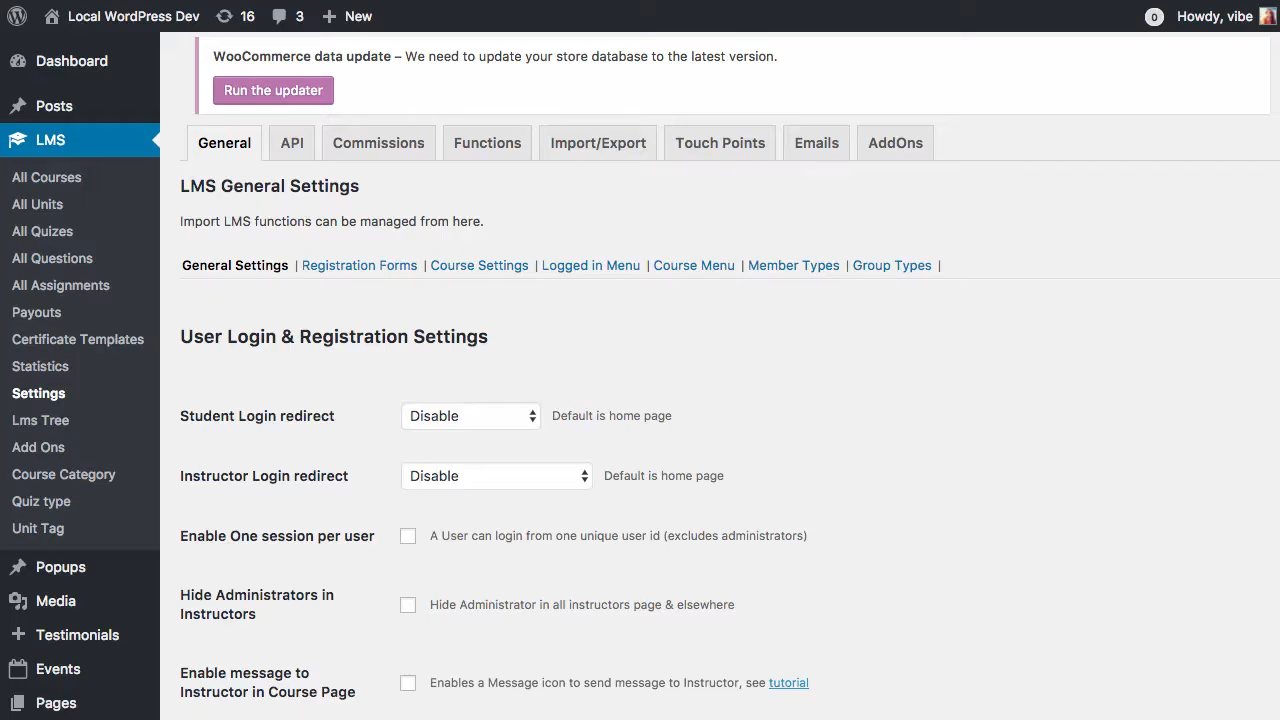 Local WordPress Dev 16 3 New 0 Howdy, vibe
Dashboard
Posts
LMS
All Courses
All Units
All Quizes
All Questions
All Assignments
Payouts
Certificate Templates
Statistics
Settings
Lms Tree
Add Ons
Course Category
Quiz type
Unit Tag
Popups
Media
Testimonials
Events
Pages
WooCommerce data update – We need to update your store database to the latest version.
Run the updater
General API Commissions Functions Import/Export Touch Points Emails AddOns
LMS General Settings
Import LMS functions can be managed from here.
General Settings | Registration Forms | Course Settings | Logged in Menu | Course Menu | Member Types | Group Types |
User Login & Registration Settings
Student Login redirect Disable Default is home page
Instructor Login redirect Disable Default is home page
Enable One session per user A User can login from one unique user id (excludes administrators)
Hide Administrators in
Instructors
Hide Administrator in all instructors page & elsewhere
Enable message to
Instructor in Course Page
Enables a Message icon to send message to Instructor, see tutorial